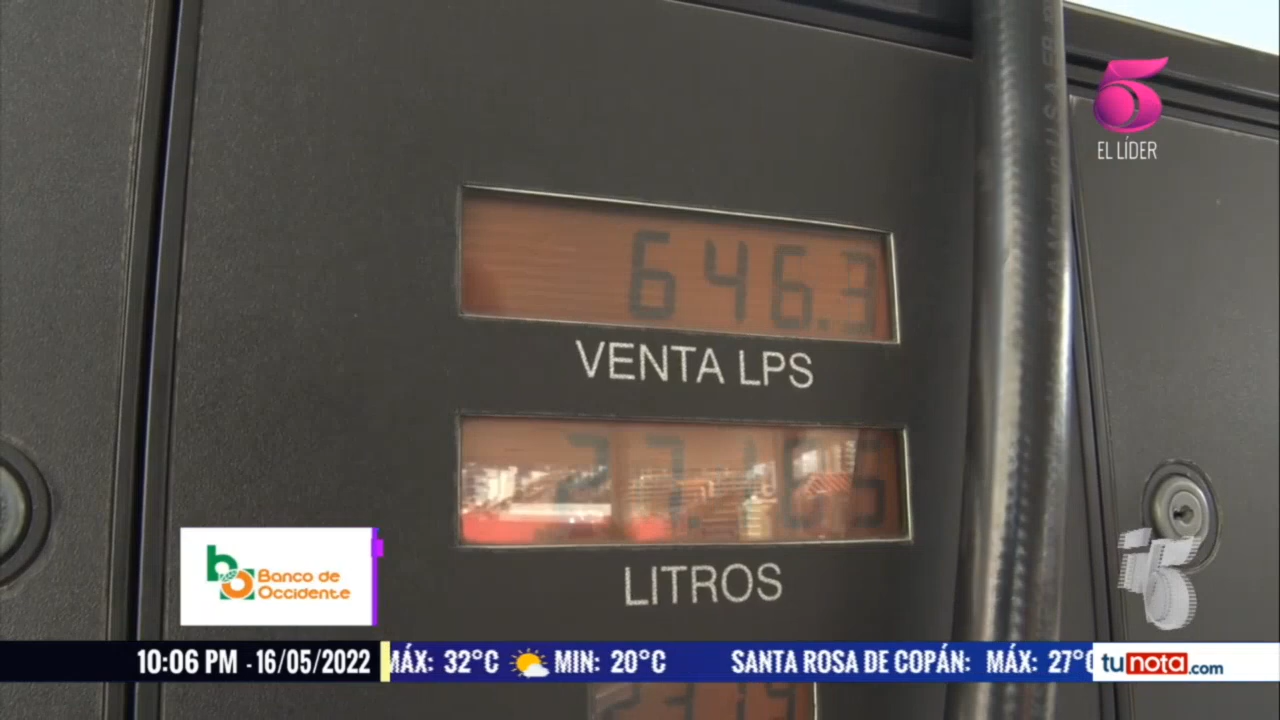 5
EL LÍDER
646.3
VENTA LPS
LITROS
Banco de
Occidente
10:06 PM - 16/05/2022
MÁX: 32°C MIN: 20°C SANTA ROSA DE COPÁN: MÁX: 27°C
tunota.com